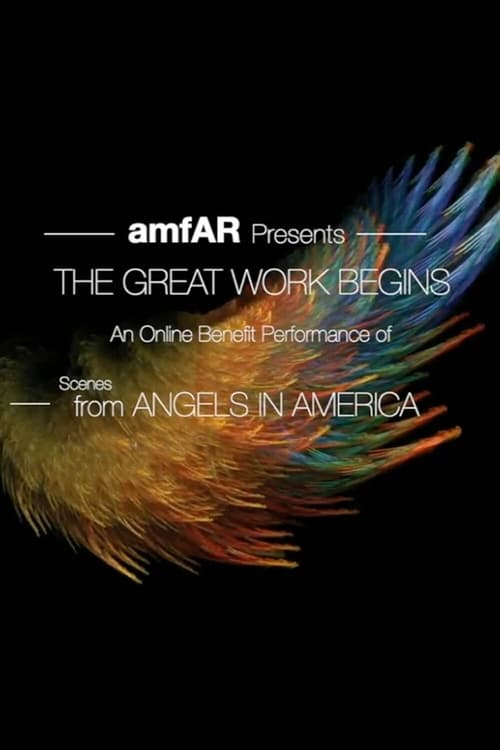 amfAR Presents
THE GREAT WORK BEGINS
An Online Benefit Performance of
Scenes
from ANGELS IN AMERICA